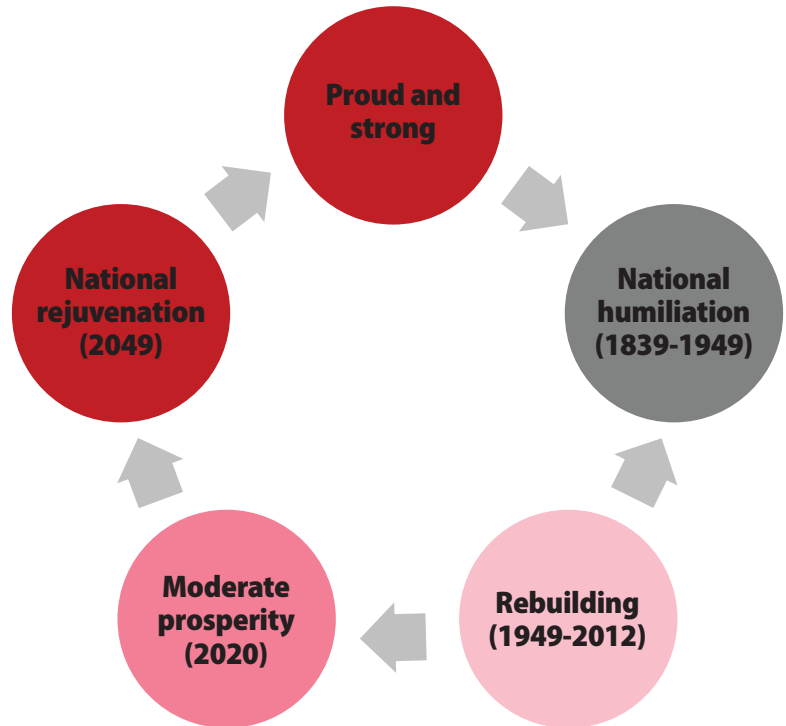 Proud and
strong
National
humiliation
(1839-1949)
Rebuilding
(1949-2012)
Moderate
prosperity
(2020)
National
rejuvenation
(2049)